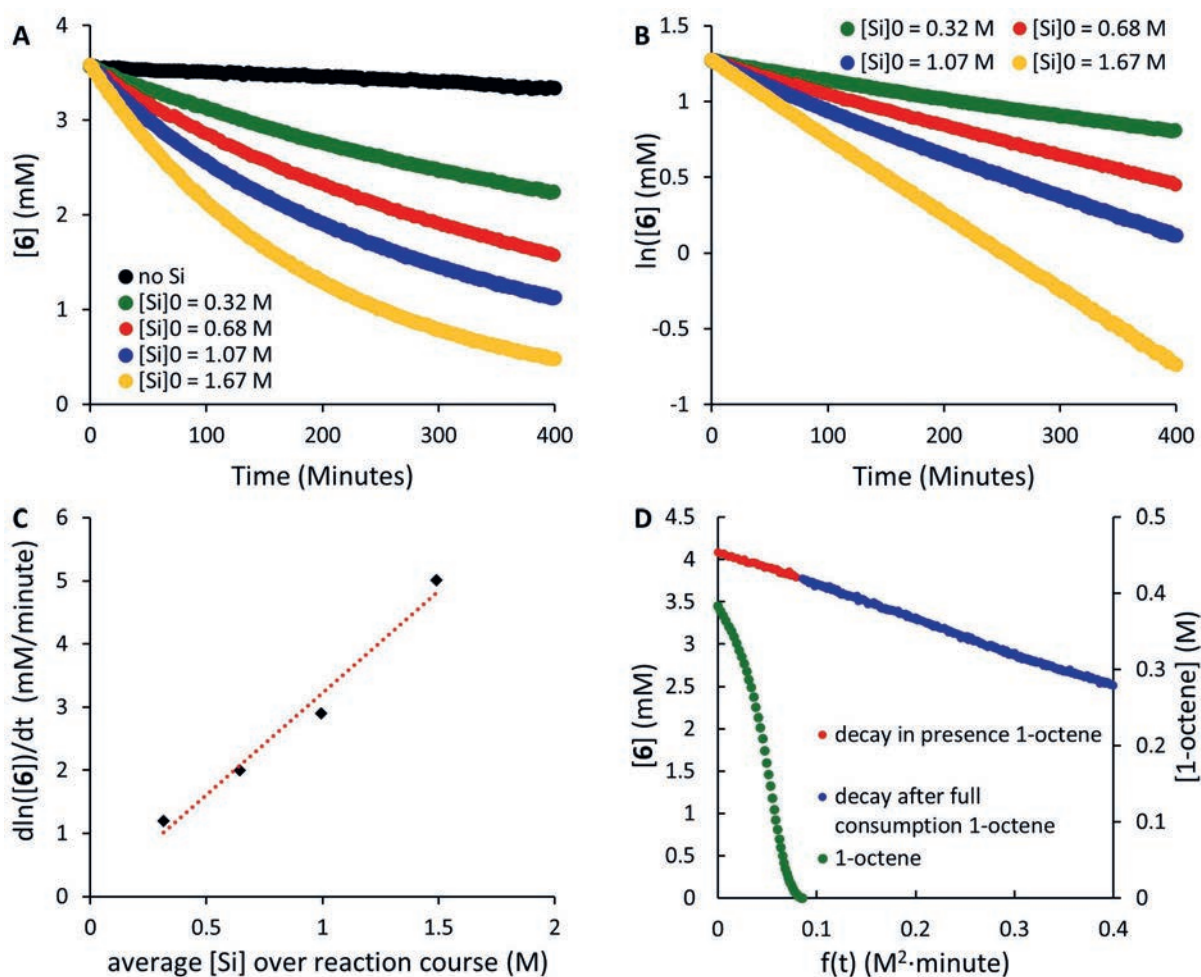 A
4
3
2
1
0
[6] (mM)
no Si
[Si]0 = 0.32 M
[Si]0 = 0.68 M
[Si]0 = 1.07 M
[Si]0 = 1.67 M
0 100 200 300 400
Time (Minutes)
B
[Si]0 = 0.32 M [Si]0 = 0.68 M
[Si]0 = 1.07 M [Si]0 = 1.67 M
1.5
1
0.5
0
-0.5
-1
ln([6] (mM)
0 100 200 300 400
Time (Minutes)
C
6
5
4
3
2
1
0
dln([6])/dt (mM/minute)
0 0.5 1 1.5 2
average [Si] over reaction course (M)
D
4.5
4
3.5
3
2.5
2
1.5
1
0.5
0
[6] (mM)
0.5
0.4
0.3
0.2
0.1
0
[1-octene] (M)
decay in presence 1-octene
decay after full
consumption 1-octene
1-octene
0 0.1 0.2 0.3 0.4
f(t) (M²·minute)